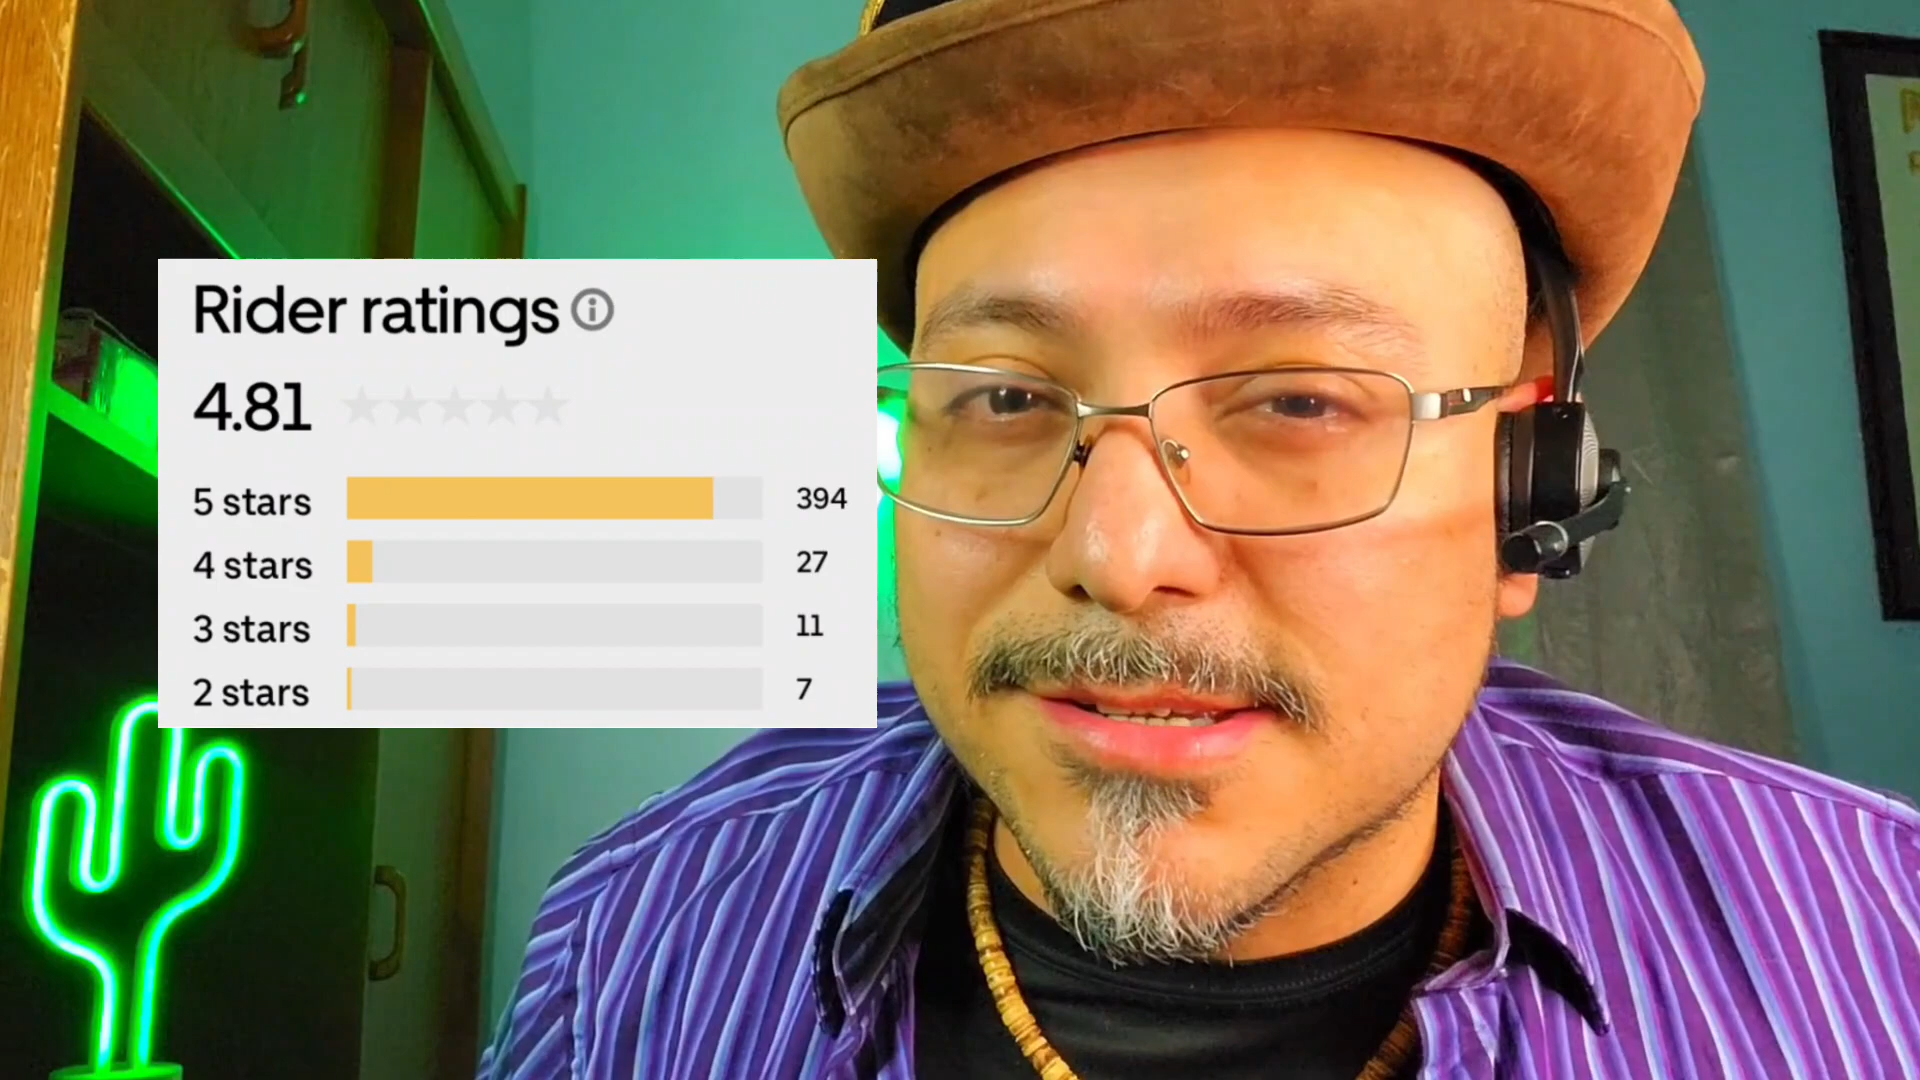 Rider ratings
4.81
5 stars 394
4 stars 27
3 stars 11
2 stars 7